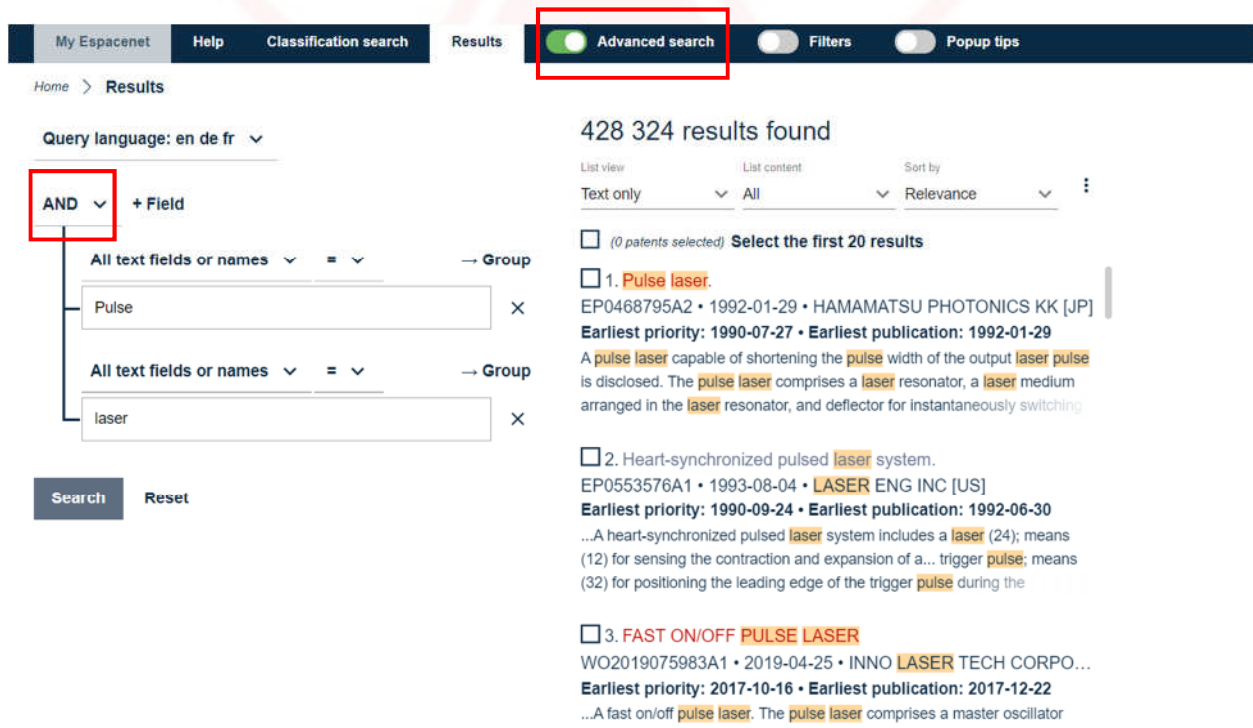 My Espacenet Help Classification search Results Advanced search Filters Popup tips
Home > Results
Query language: en de fr
AND + Field
All text fields or names = → Group
Pulse ×
All text fields or names = → Group
laser ×
Search Reset
428 324 results found
List view List content Sort by
Text only All Relevance
(0 patents selected) Select the first 20 results
1. Pulse laser.
EP0468795A2 • 1992-01-29 • HAMAMATSU PHOTONICS KK [JP]
Earliest priority: 1990-07-27 • Earliest publication: 1992-01-29
A pulse laser capable of shortening the pulse width of the output laser pulse
is disclosed. The pulse laser comprises a laser resonator, a laser medium
arranged in the laser resonator, and deflector for instantaneously switching
2. Heart-synchronized pulsed laser system.
EP0553576A1 • 1993-08-04 • LASER ENG INC [US]
Earliest priority: 1990-09-24 • Earliest publication: 1992-06-30
...A heart-synchronized pulsed laser system includes a laser (24); means
(12) for sensing the contraction and expansion of a... trigger pulse; means
(32) for positioning the leading edge of the trigger pulse during the
3. FAST ON/OFF PULSE LASER
WO2019075983A1 • 2019-04-25 • INNO LASER TECH CORPO...
Earliest priority: 2017-10-16 • Earliest publication: 2017-12-22
...A fast on/off pulse laser. The pulse laser comprises a master oscillator